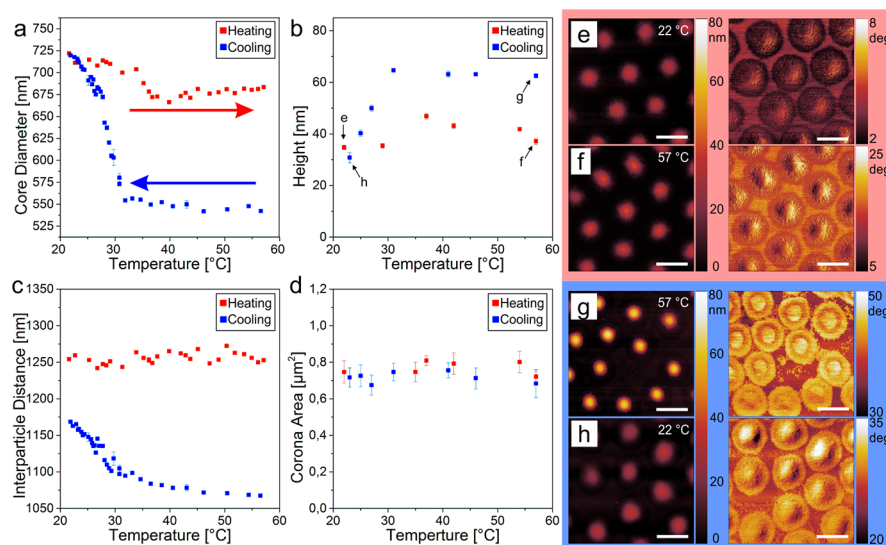 a
Core Diameter [nm]
750
725
700
675
650
625
600
575
550
525
20
30
40
50
60
Temperature [°C]
Heating
Cooling
b
Height [nm]
80
60
40
20
0
20
30
40
50
60
Temperature [°C]
Heating
Cooling
e
h
g
f
c
Interparticle Distance [nm]
1350
1300
1250
1200
1150
1100
1050
20
30
40
50
60
Temperature [°C]
Heating
Cooling
d
Corona Area [µm²]
1,2
1,0
0,8
0,6
0,4
0,2
0,0
20
30
40
50
60
Temperture [°C]
Heating
Cooling
e
22 °C
80
nm
60
40
20
0
8
deg
2
f
57 °C
25
deg
5
g
57 °C
80
nm
60
40
20
0
50
deg
30
h
22 °C
35
deg
20